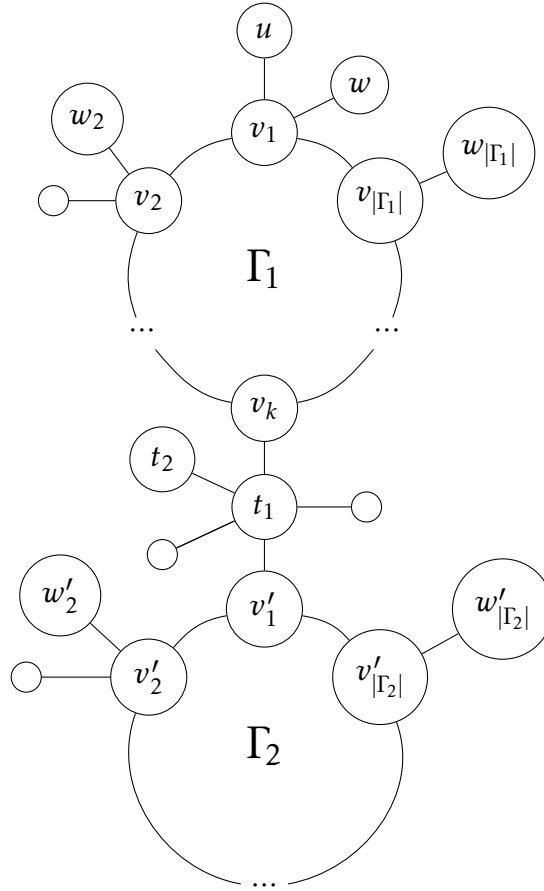 u
w
w₂
v₁
w_{|Γ₁|}
v₂
v_{|Γ₁|}
Γ₁
...
...
v_k
t₂
t₁
w′₂
v′₁
w′_{|Γ₂|}
v′₂
v′_{|Γ₂|}
Γ₂
...